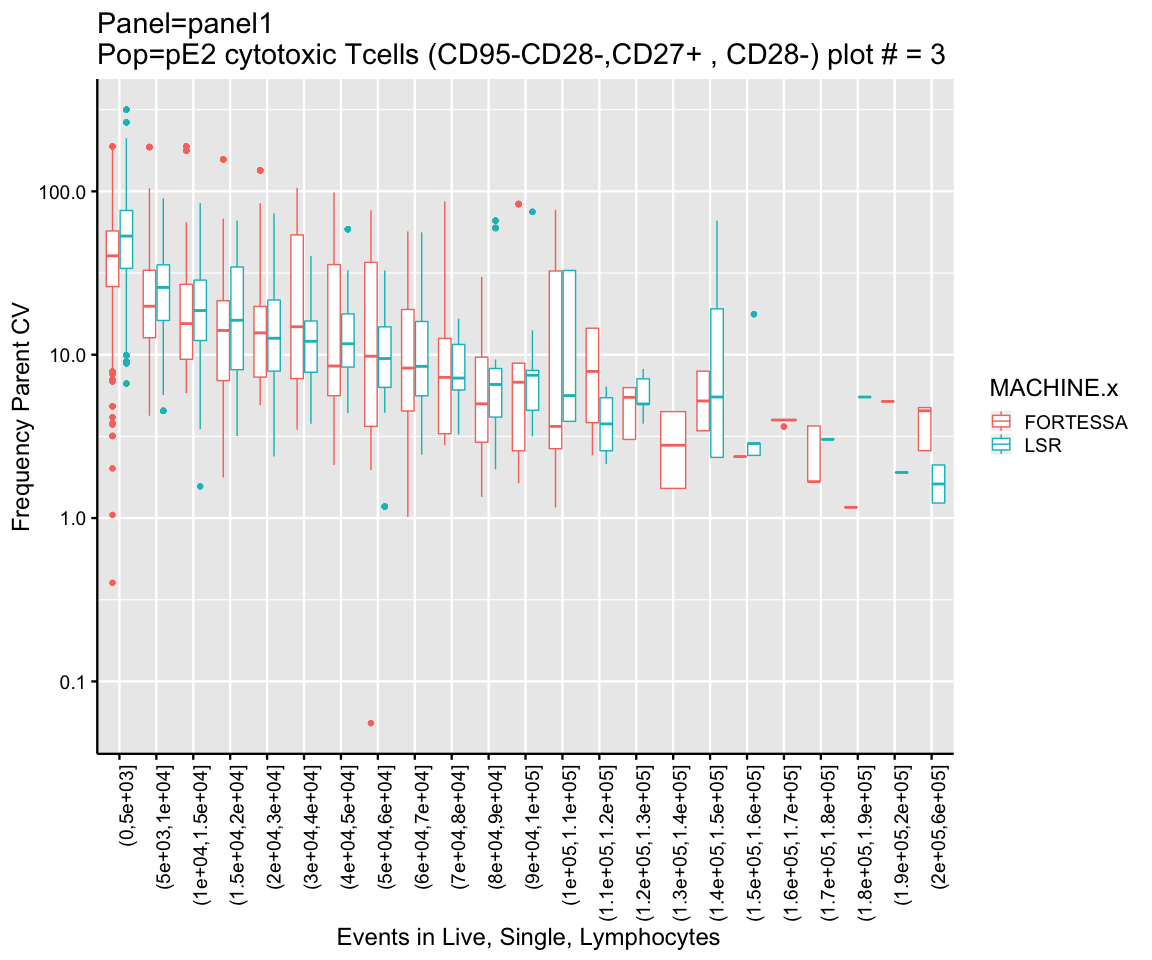 Panel=panel1
Pop=pE2 cytotoxic Tcells (CD95-CD28-,CD27+ , CD28-) plot # = 3
Frequency Parent CV
100.0
10.0
1.0
0.1
(0,5e+03]
(5e+03,1e+04]
(1e+04,1.5e+04]
(1.5e+04,2e+04]
(2e+04,3e+04]
(3e+04,4e+04]
(4e+04,5e+04]
(5e+04,6e+04]
(6e+04,7e+04]
(7e+04,8e+04]
(8e+04,9e+04]
(9e+04,1e+05]
(1e+05,1.1e+05]
(1.1e+05,1.2e+05]
(1.2e+05,1.3e+05]
(1.3e+05,1.4e+05]
(1.4e+05,1.5e+05]
(1.5e+05,1.6e+05]
(1.6e+05,1.7e+05]
(1.7e+05,1.8e+05]
(1.8e+05,1.9e+05]
(1.9e+05,2e+05]
(2e+05,6e+05]
Events in Live, Single, Lymphocytes
MACHINE.x
FORTESSA
LSR